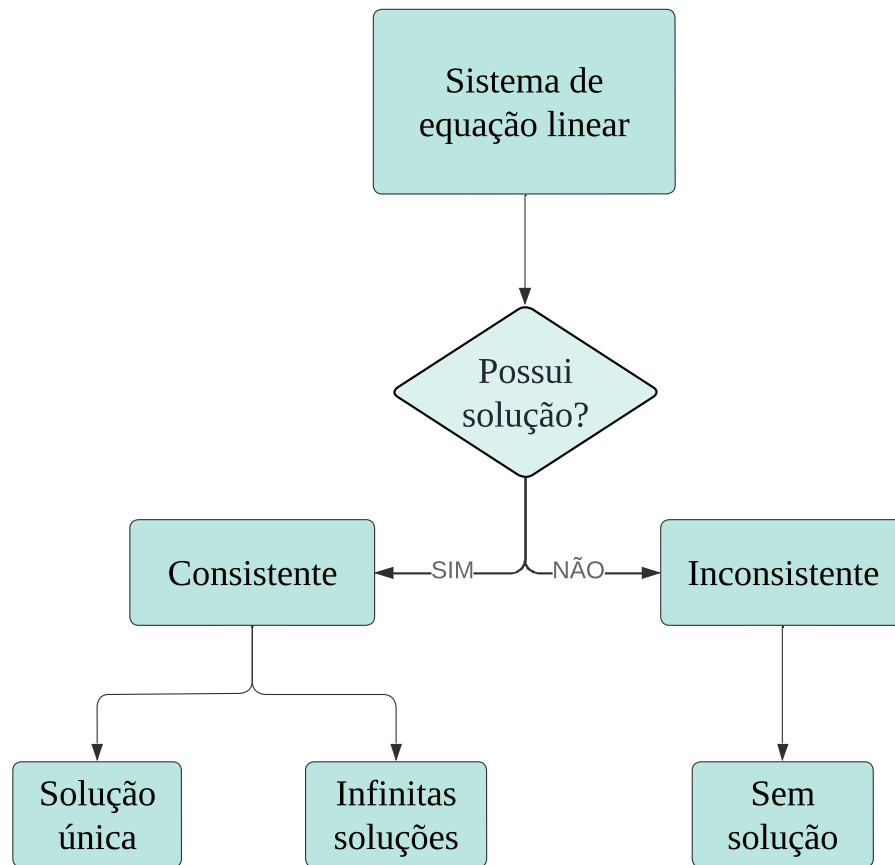 Sistema de
equação linear
Possui
solução?
SIM
NÃO
Consistente
Inconsistente
Solução
única
Infinitas
soluções
Sem
solução